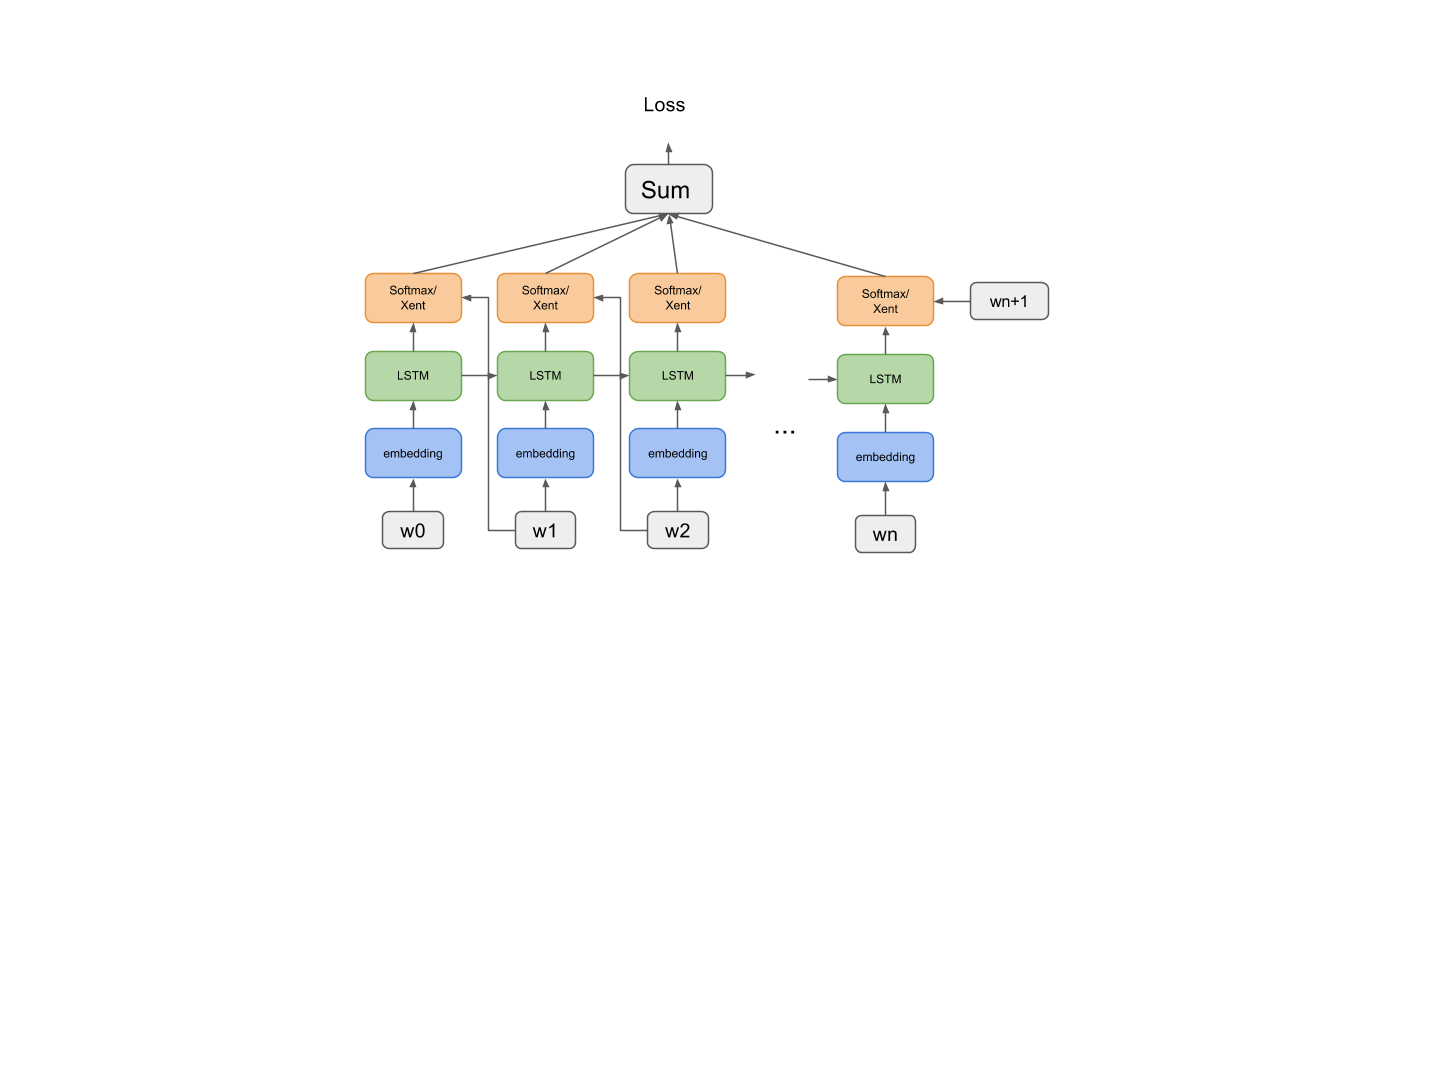 Loss
Sum
Softmax/
Xent
Softmax/
Xent
Softmax/
Xent
Softmax/
Xent
wn+1
LSTM
LSTM
LSTM
LSTM
...
embedding
embedding
embedding
embedding
w0
w1
w2
wn